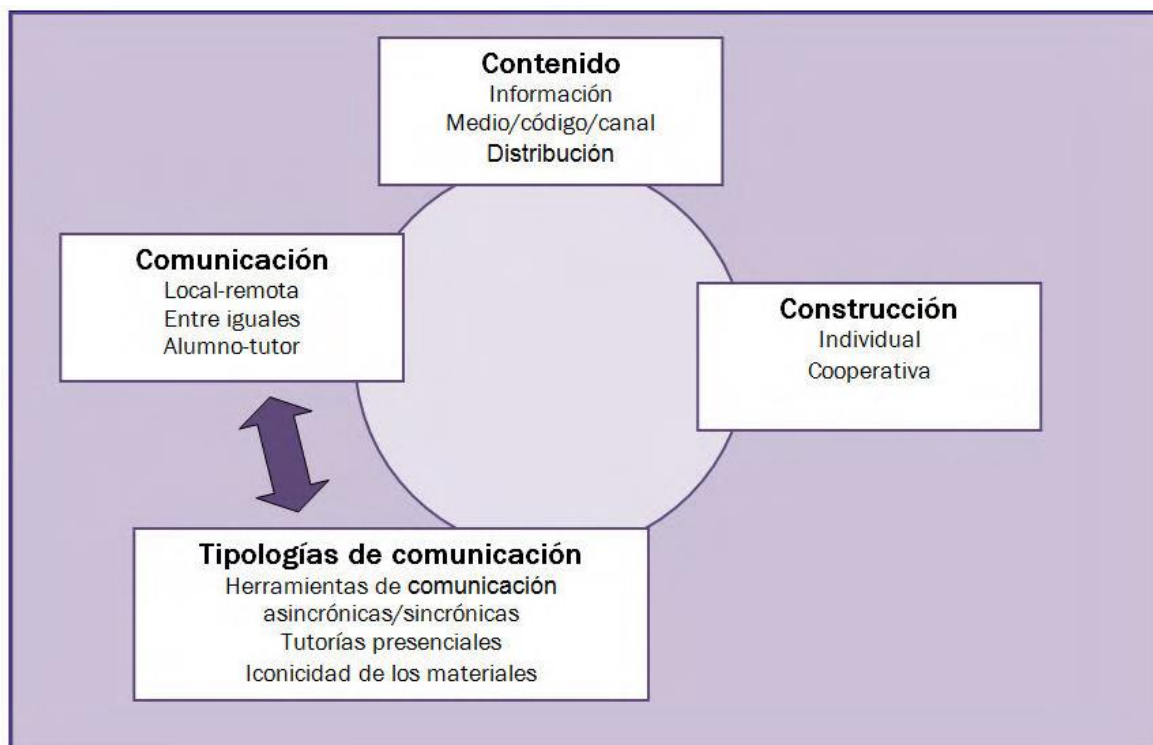 Contenido
Información
Medio/código/canal
Distribución
Comunicación
Local-remota
Entre iguales
Alumno-tutor
Construcción
Individual
Cooperativa
Tipologías de comunicación
Herramientas de comunicación
asincrónicas/sincrónicas
Tutorías presenciales
Iconicidad de los materiales